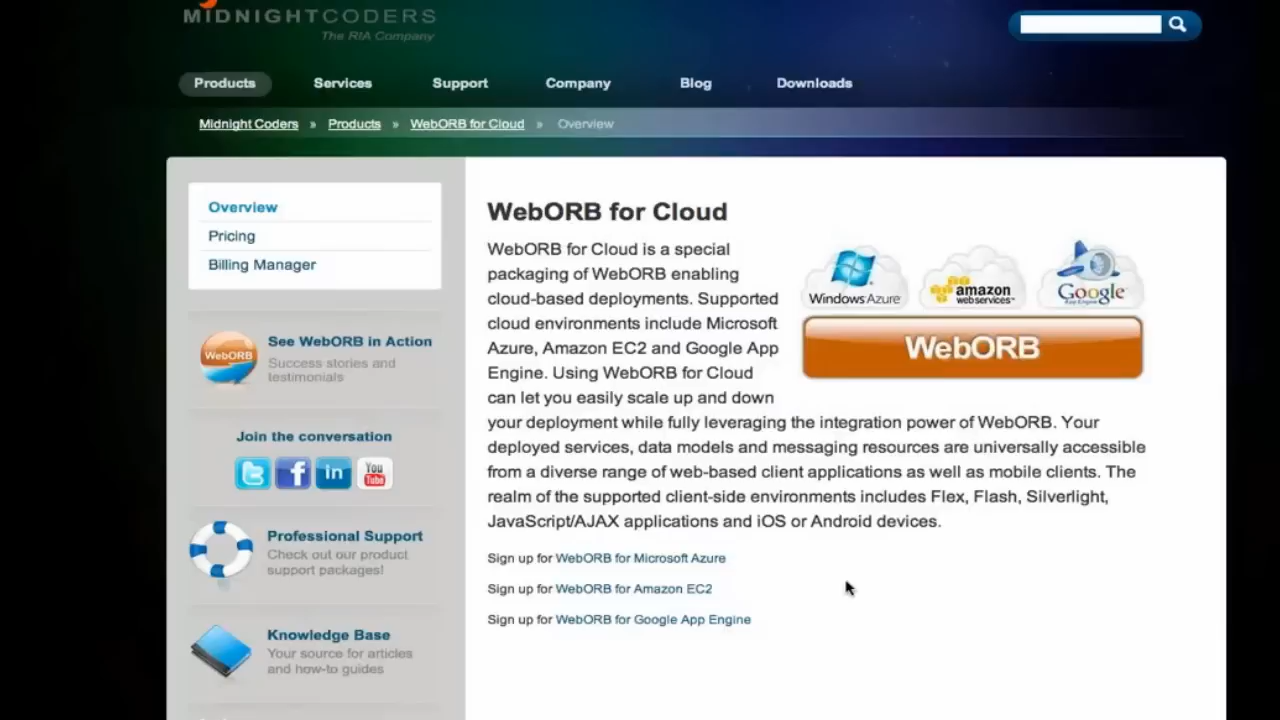 MIDNIGHTCODERS
The RIA Company
Products Services Support Company Blog Downloads
Midnight Coders » Products » WebORB for Cloud » Overview
Overview
Pricing
Billing Manager
WebORB
See WebORB in Action
Success stories and
testimonials
Join the conversation
in
You
Tube
Professional Support
Check out our product
support packages!
Knowledge Base
Your source for articles
and how-to guides
WebORB for Cloud
WebORB for Cloud is a special
packaging of WebORB enabling
cloud-based deployments. Supported
cloud environments include Microsoft
Azure, Amazon EC2 and Google App
Engine. Using WebORB for Cloud
can let you easily scale up and down
your deployment while fully leveraging the integration power of WebORB. Your
deployed services, data models and messaging resources are universally accessible
from a diverse range of web-based client applications as well as mobile clients. The
realm of the supported client-side environments includes Flex, Flash, Silverlight,
JavaScript/AJAX applications and iOS or Android devices.
Windows Azure
amazon
webservices™
Google
App Engine
WebORB
Sign up for WebORB for Microsoft Azure
Sign up for WebORB for Amazon EC2
Sign up for WebORB for Google App Engine